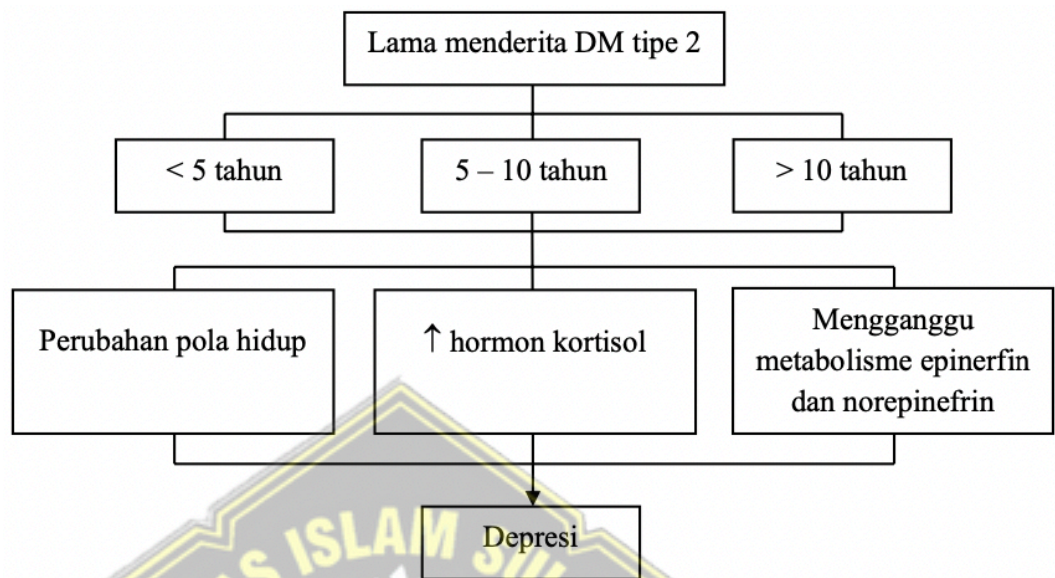 Lama menderita DM tipe 2
< 5 tahun
5 – 10 tahun
> 10 tahun
Perubahan pola hidup
↑ hormon kortisol
Mengganggu
metabolisme epinerfin
dan norepinefrin
Depresi
ISLAM